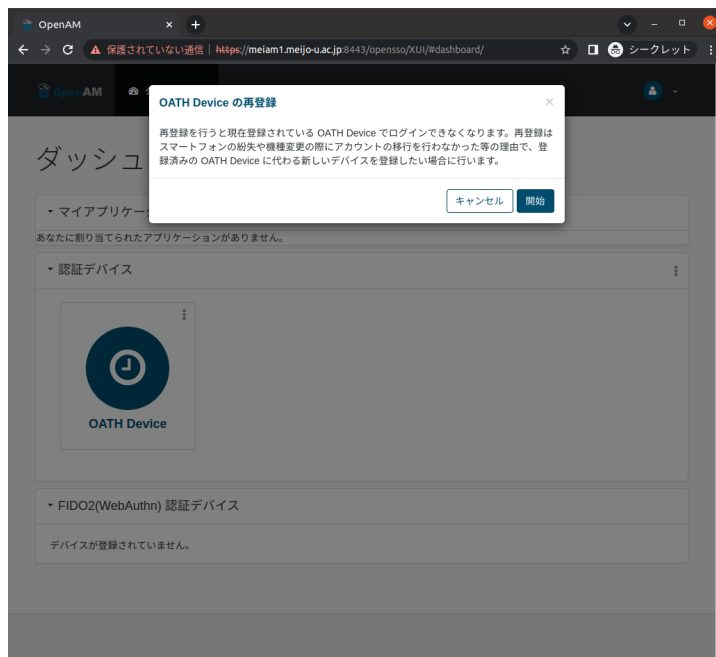 OpenAM
保護されていない通信 | https://meiam1.meijo-u.ac.jp:8443/opensso/XUI/#dashboard/
シークレット
OpenAM
OATH Device の再登録
再登録を行うと現在登録されている OATH Device でログインできなくなります。再登録は
スマートフォンの紛失や機種変更の際にアカウントの移行を行わなかった等の理由で、登
録済みの OATH Device に代わる新しいデバイスを登録したい場合に行います。
キャンセル 開始
ダッシュ
マイアプリケー
あなたに割り当てられたアプリケーションがありません。
認証デバイス
OATH Device
FIDO2(WebAuthn) 認証デバイス
デバイスが登録されていません。